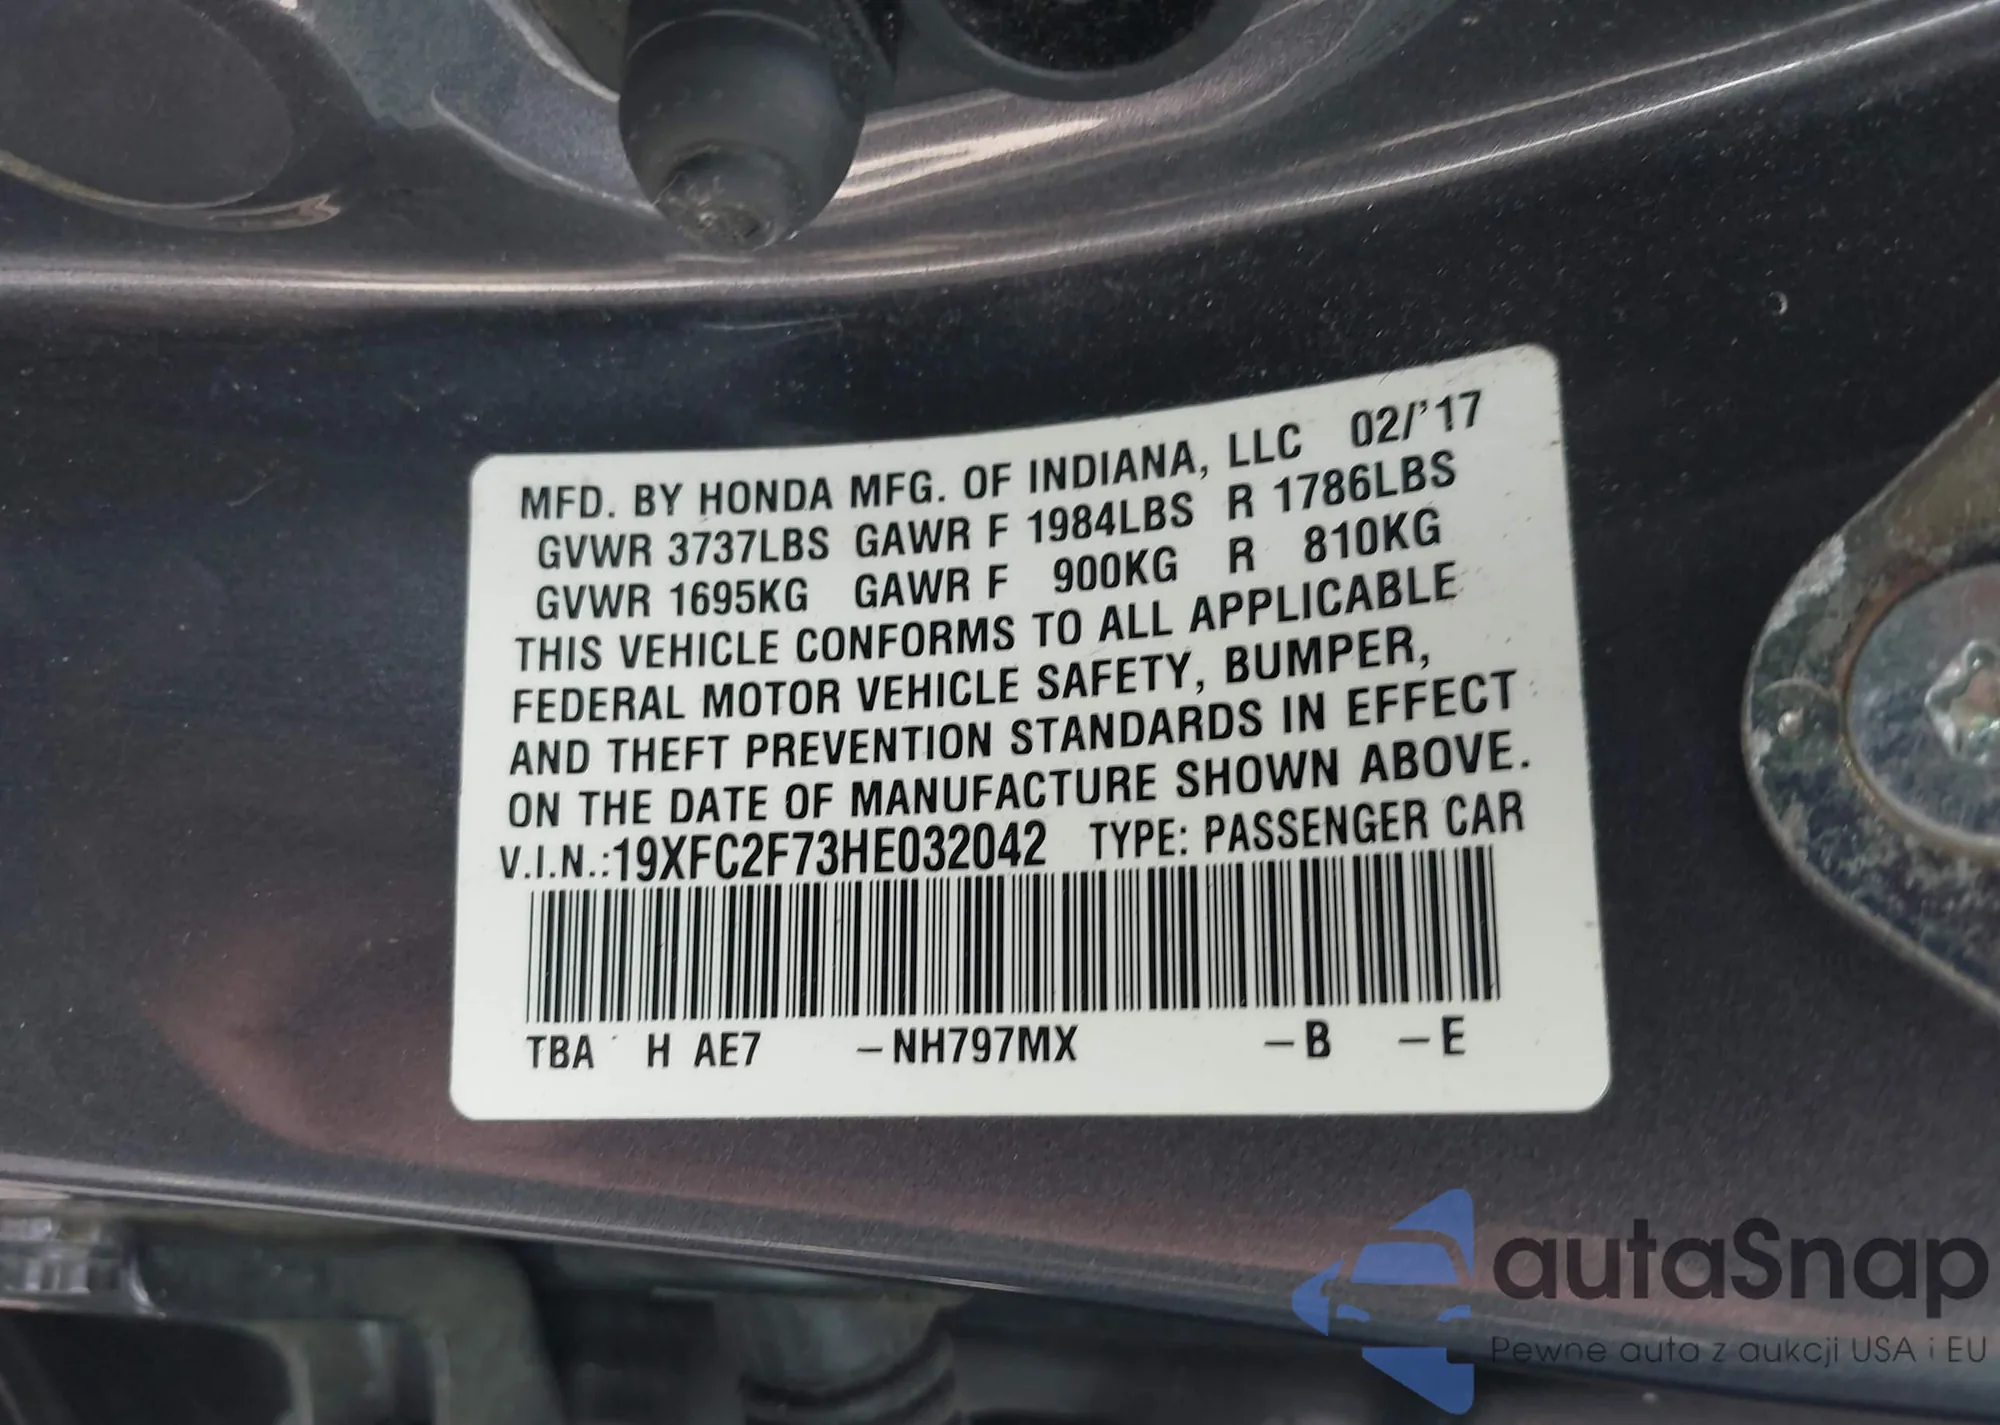 MFD. BY HONDA MFG. OF INDIANA, LLC 02/'17
GVWR 3737LBS GAWR F 1984LBS R 1786LBS
GVWR 1695KG GAWR F 900KG R 810KG
THIS VEHICLE CONFORMS TO ALL APPLICABLE
FEDERAL MOTOR VEHICLE SAFETY, BUMPER,
AND THEFT PREVENTION STANDARDS IN EFFECT
ON THE DATE OF MANUFACTURE SHOWN ABOVE.
V.I.N.:19XFC2F73HE032042 TYPE: PASSENGER CAR
TBA H AE7 –NH797MX –B –E
autaSnap
Pewne auta z aukcji USA i EU